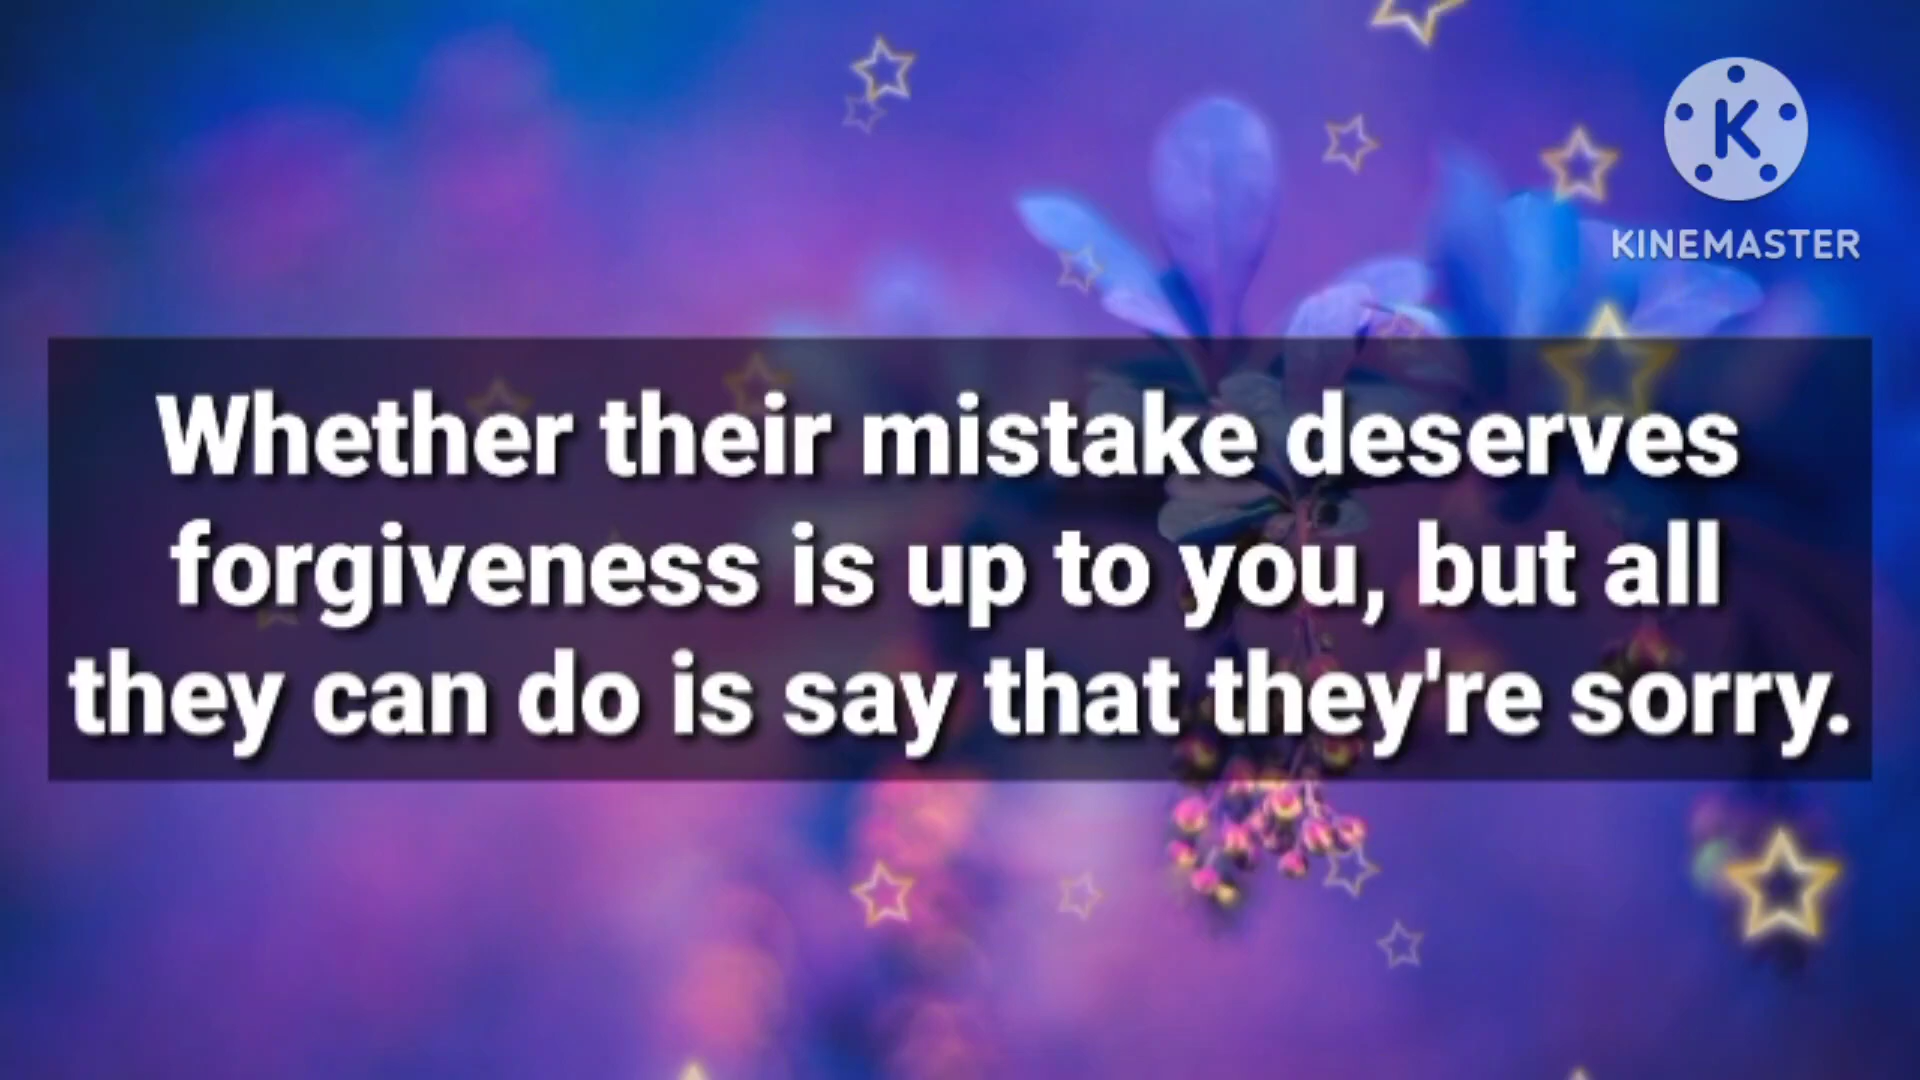 K
KINEMASTER
Whether their mistake deserves
forgiveness is up to you, but all
they can do is say that they're sorry.